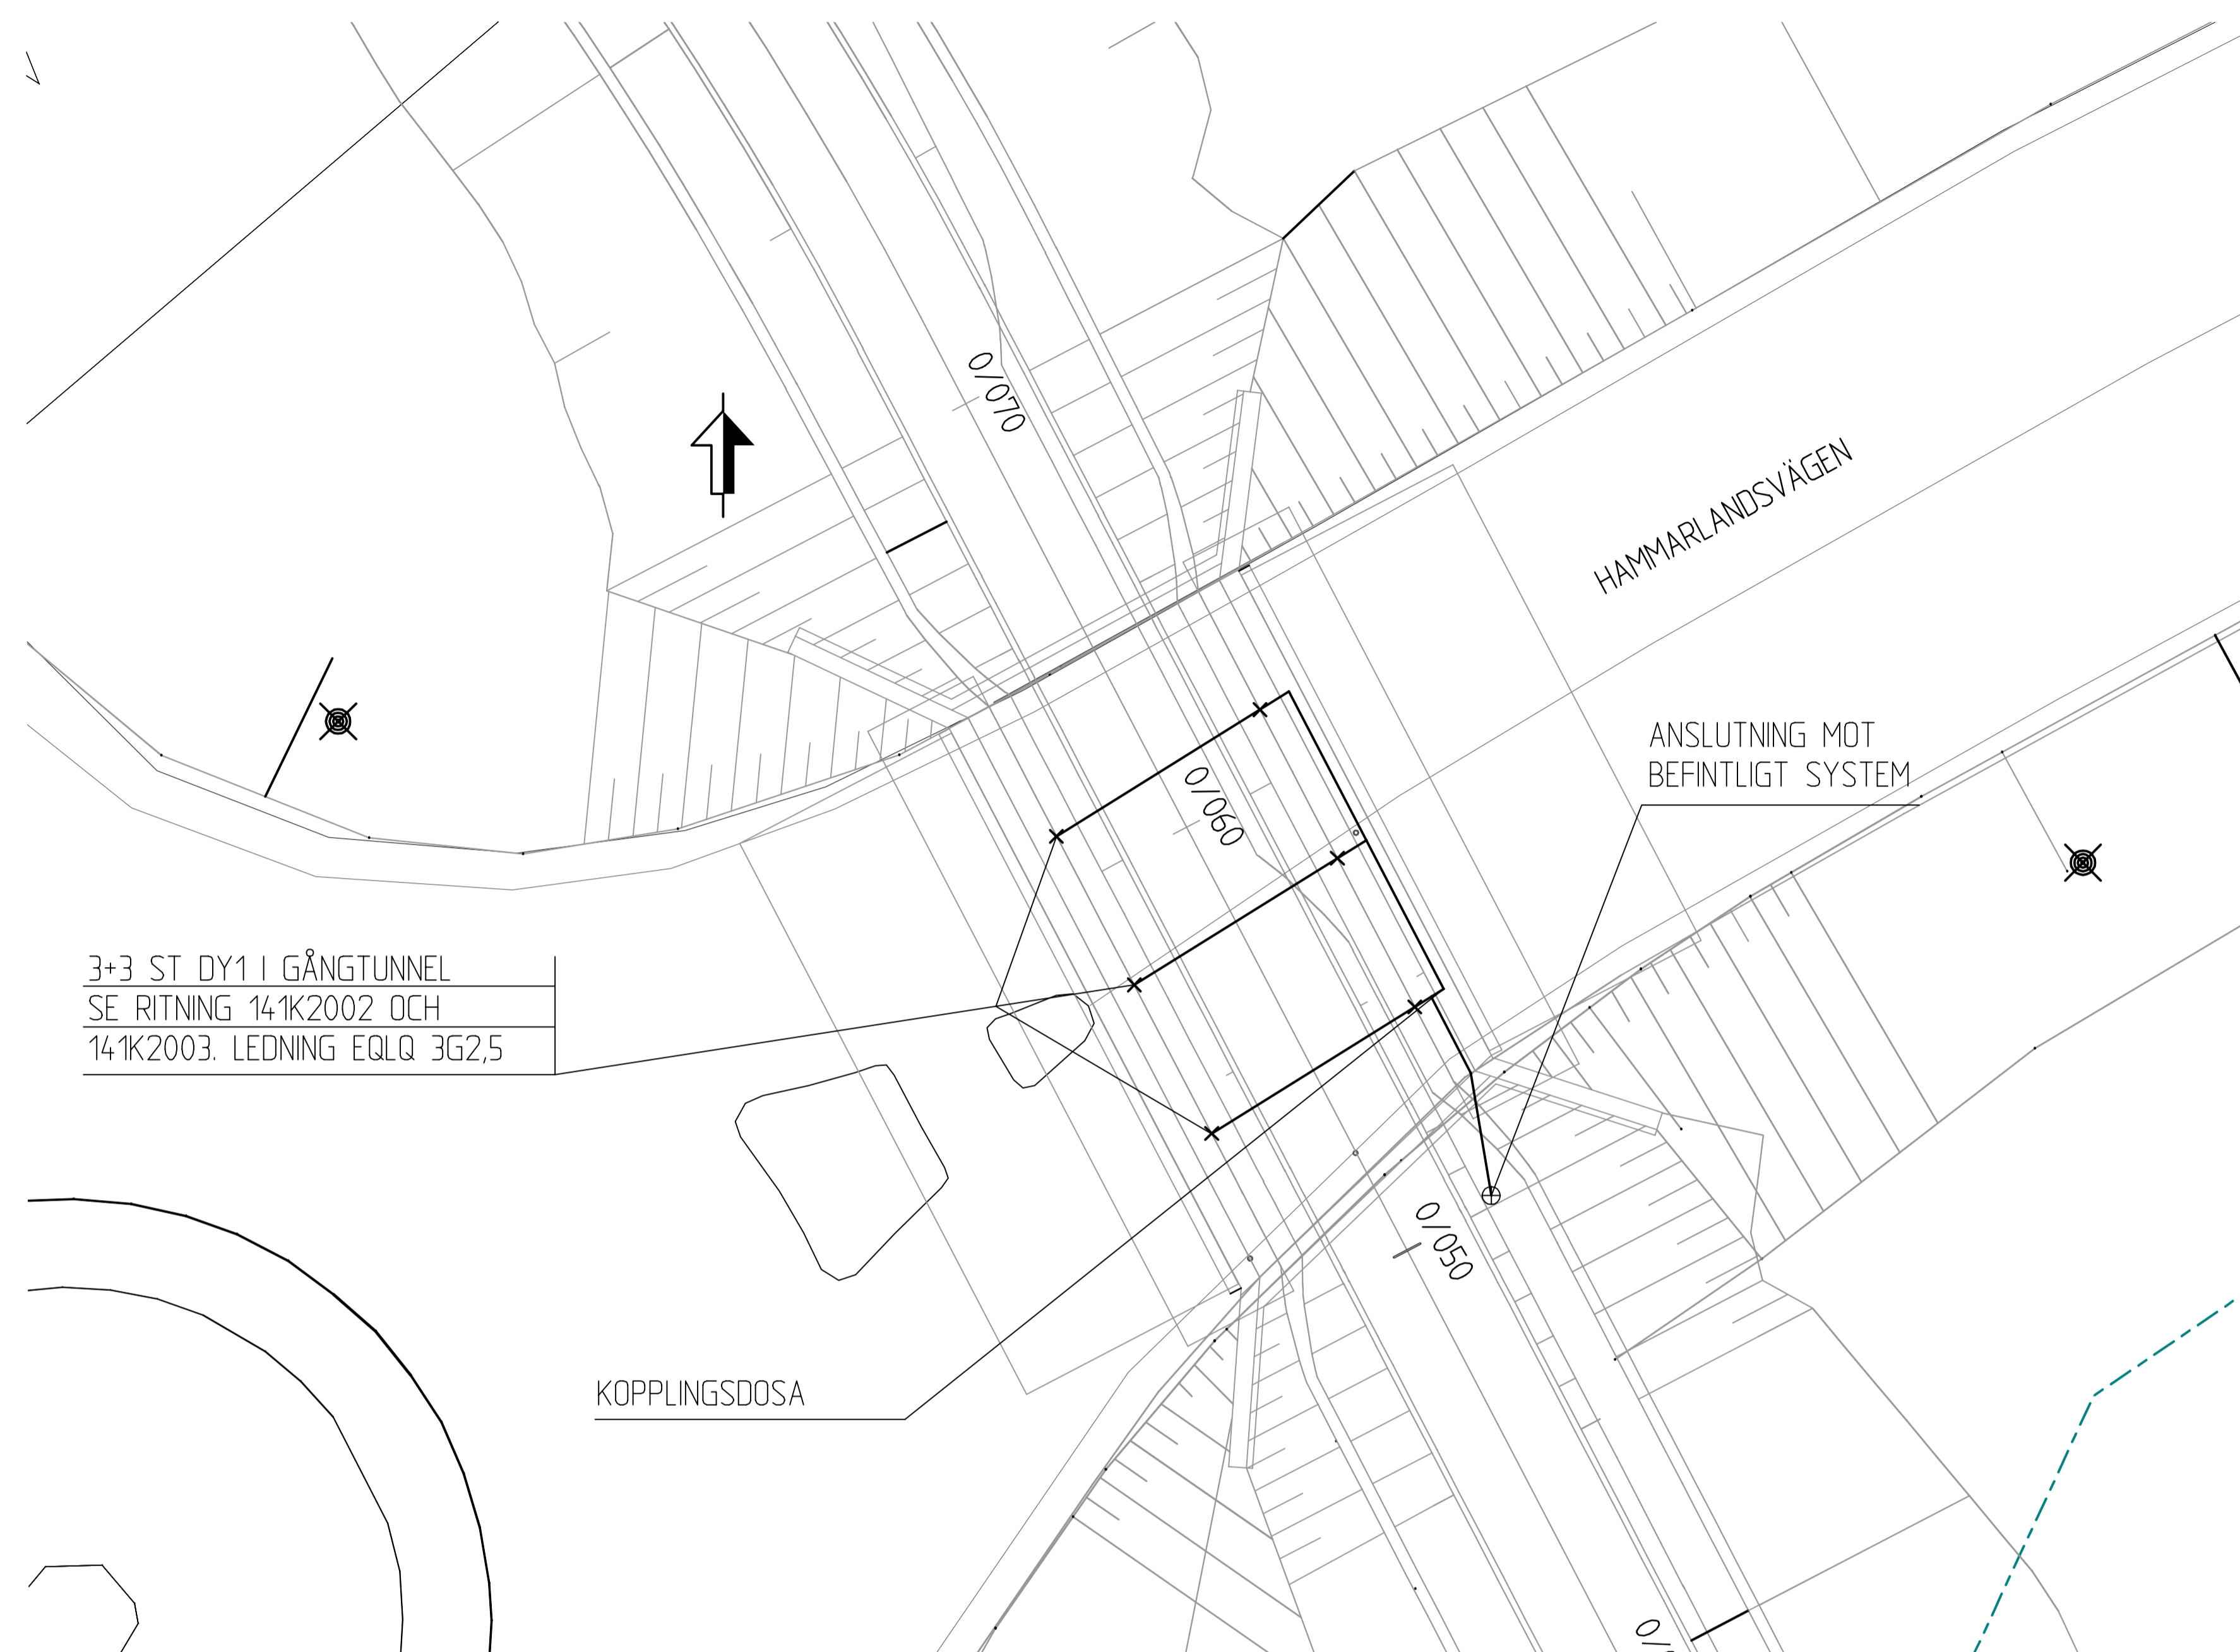 0/070
HAMMARLANDSVÄGEN
ANSLUTNING MOT
BEFINTLIGT SYSTEM
0/060
3+3 ST DY1 I GÅNGTUNNEL
SE RITNING 141K2002 OCH
141K2003. LEDNING EQLQ 3G2,5
0/050
KOPPLINGSDOSA